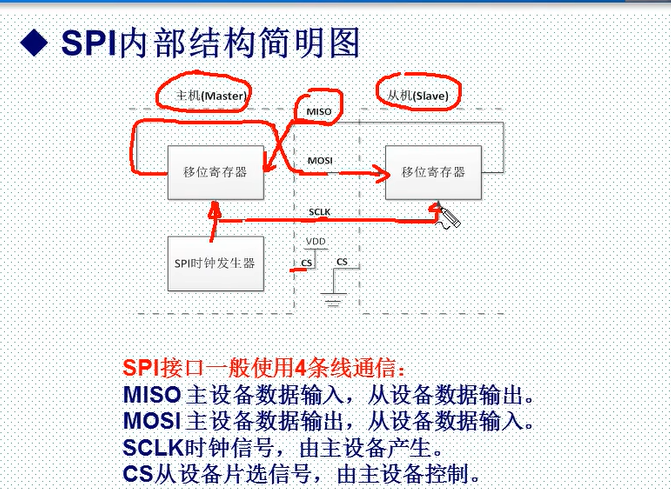 ◆ SPI内部结构简明图
主机(Master)
MISO
从机(Slave)
移位寄存器
MOSI
移位寄存器
SCLK
SPI时钟发生器
VDD
CS
CS
SPI接口一般使用4条线通信：
MISO 主设备数据输入，从设备数据输出。
MOSI 主设备数据输出，从设备数据输入。
SCLK时钟信号，由主设备产生。
CS从设备片选信号，由主设备控制。